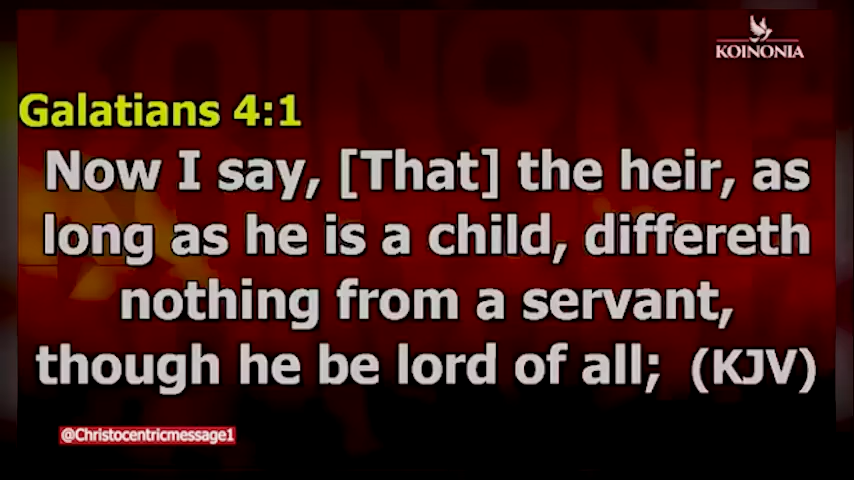 KOINONIA
Galatians 4:1
Now I say, [That] the heir, as
long as he is a child, differeth
nothing from a servant,
though he be lord of all; (KJV)
@Christocentricmessage1